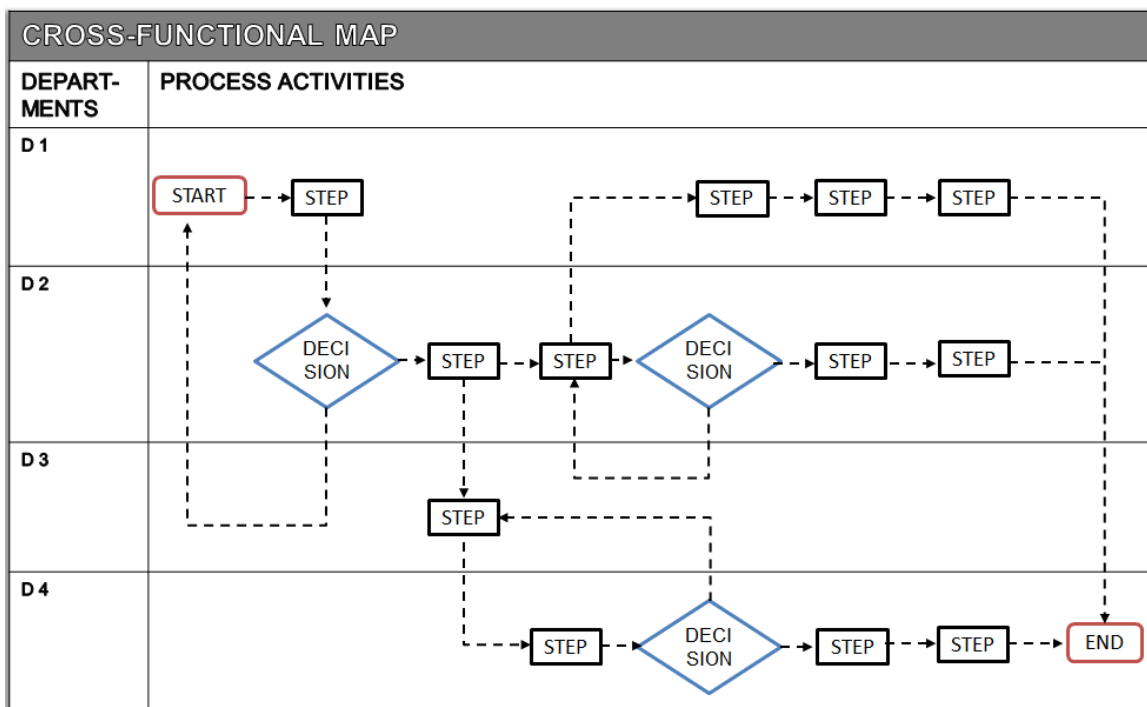 CROSS-FUNCTIONAL MAP
DEPART-
MENTS
PROCESS ACTIVITIES
D 1
START
STEP
STEP
STEP
STEP
D 2
DECI
SION
STEP
STEP
DECI
SION
STEP
STEP
D 3
STEP
D 4
STEP
DECI
SION
STEP
STEP
END